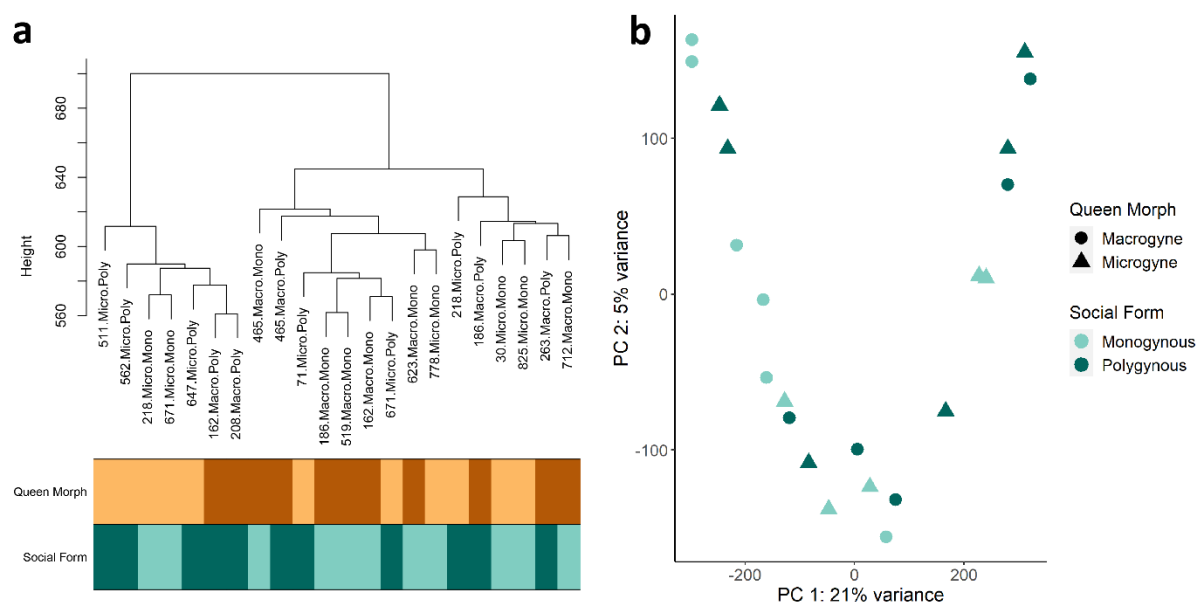 a
Height
680
640
600
560
511.Micro.Poly
562.Micro.Poly
218.Micro.Mono
671.Micro.Mono
647.Micro.Poly
162.Macro.Poly
208.Macro.Poly
465.Macro.Mono
465.Macro.Poly
71.Micro.Poly
186.Macro.Mono
519.Macro.Mono
162.Macro.Mono
671.Micro.Poly
623.Macro.Mono
778.Micro.Mono
218.Micro.Poly
186.Macro.Poly
30.Micro.Mono
825.Micro.Mono
263.Macro.Poly
712.Macro.Mono
Queen Morph
Social Form
b
PC 2: 5% variance
100
0
-100
-200
0
200
PC 1: 21% variance
Queen Morph
Macrogyne
Microgyne
Social Form
Monogynous
Polygynous